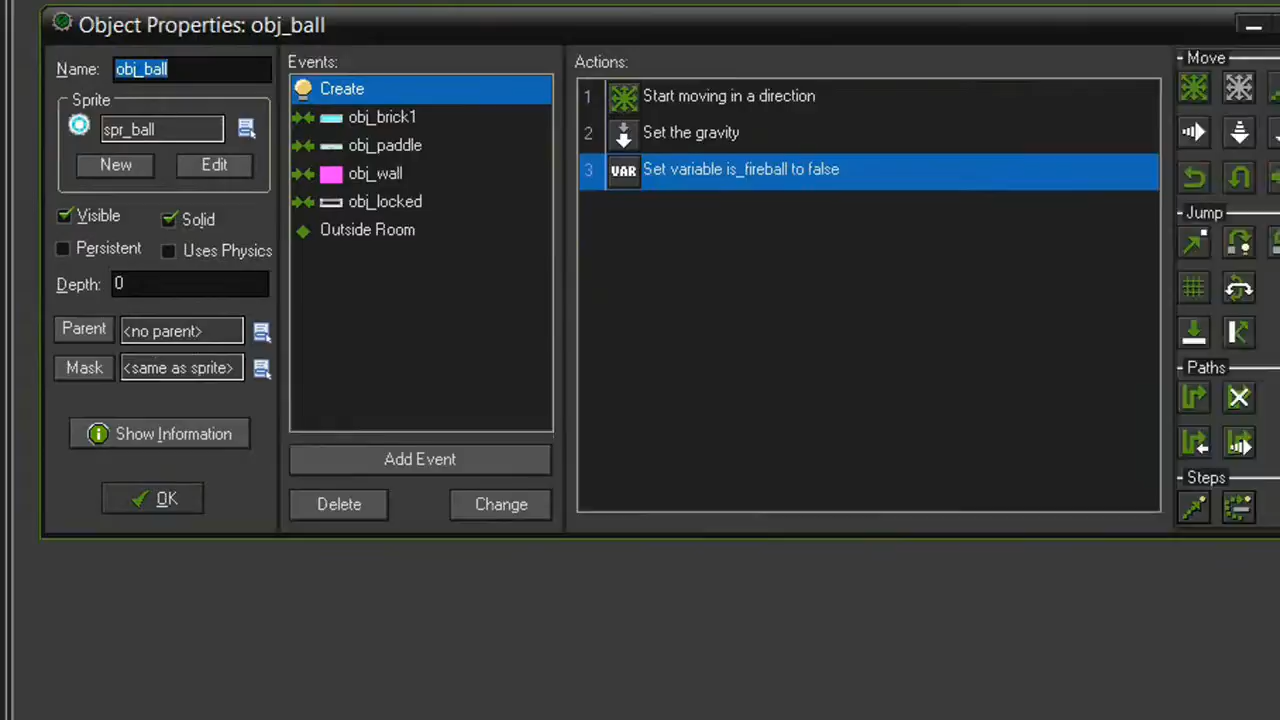 Object Properties: obj_ball
Name: obj_ball
Sprite
spr_ball
New
Edit
Visible
Solid
Persistent
Uses Physics
Depth: 0
Parent
<no parent>
Mask
<same as sprite>
Show Information
OK
Events:
Create
obj_brick1
obj_paddle
obj_wall
obj_locked
Outside Room
Add Event
Delete
Change
Actions:
1 Start moving in a direction
2 Set the gravity
3 VAR Set variable is_fireball to false
Move
Jump
Paths
Steps